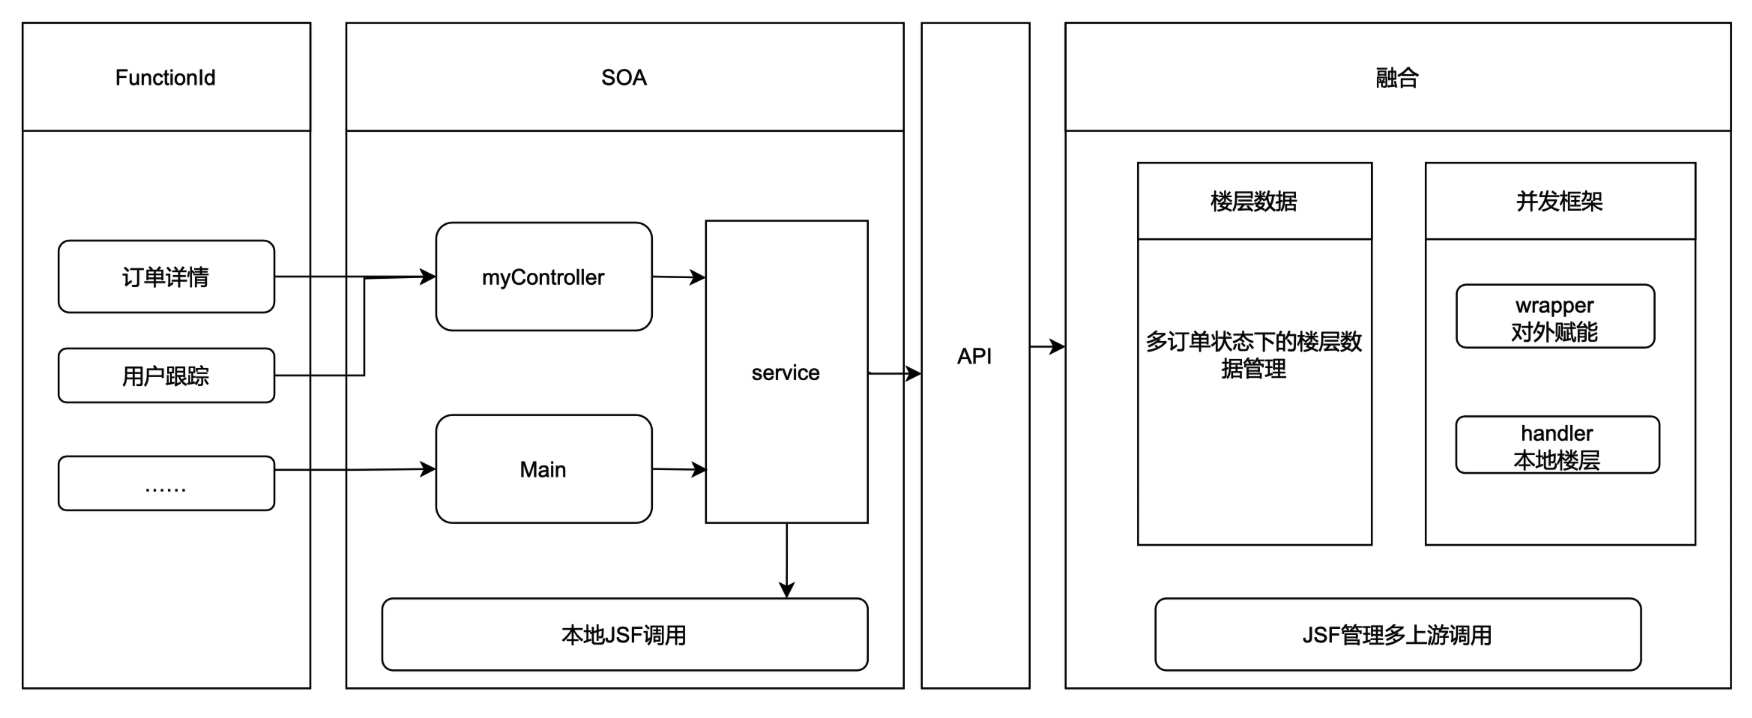 FunctionId
订单详情
用户跟踪
……
SOA
myController
Main
service
本地JSF调用
API
融合
楼层数据
多订单状态下的楼层数
据管理
并发框架
wrapper
对外赋能
handler
本地楼层
JSF管理多上游调用